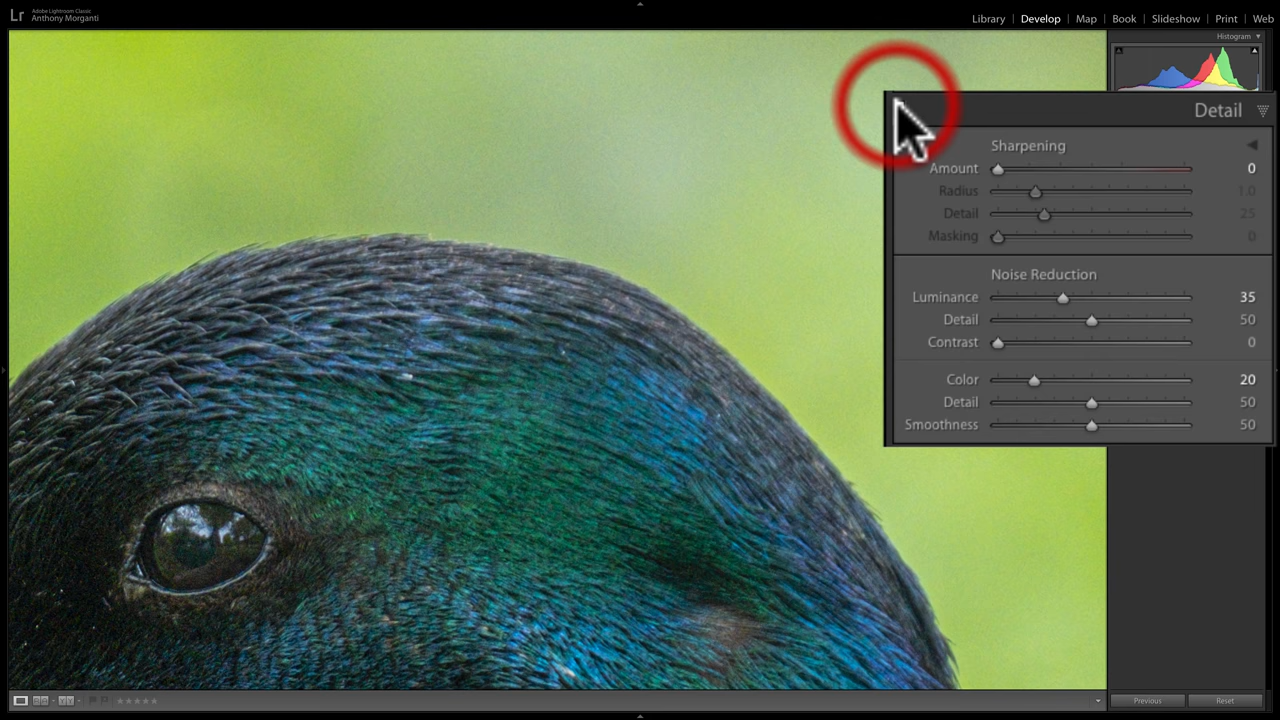 Lr
Adobe Lightroom Classic
Anthony Morganti
Library | Develop | Map | Book | Slideshow | Print | Web
Histogram
Detail
Sharpening
Amount 0
Radius 1.0
Detail 25
Masking 0
Noise Reduction
Luminance 35
Detail 50
Contrast 0
Color 20
Detail 50
Smoothness 50
Previous Reset